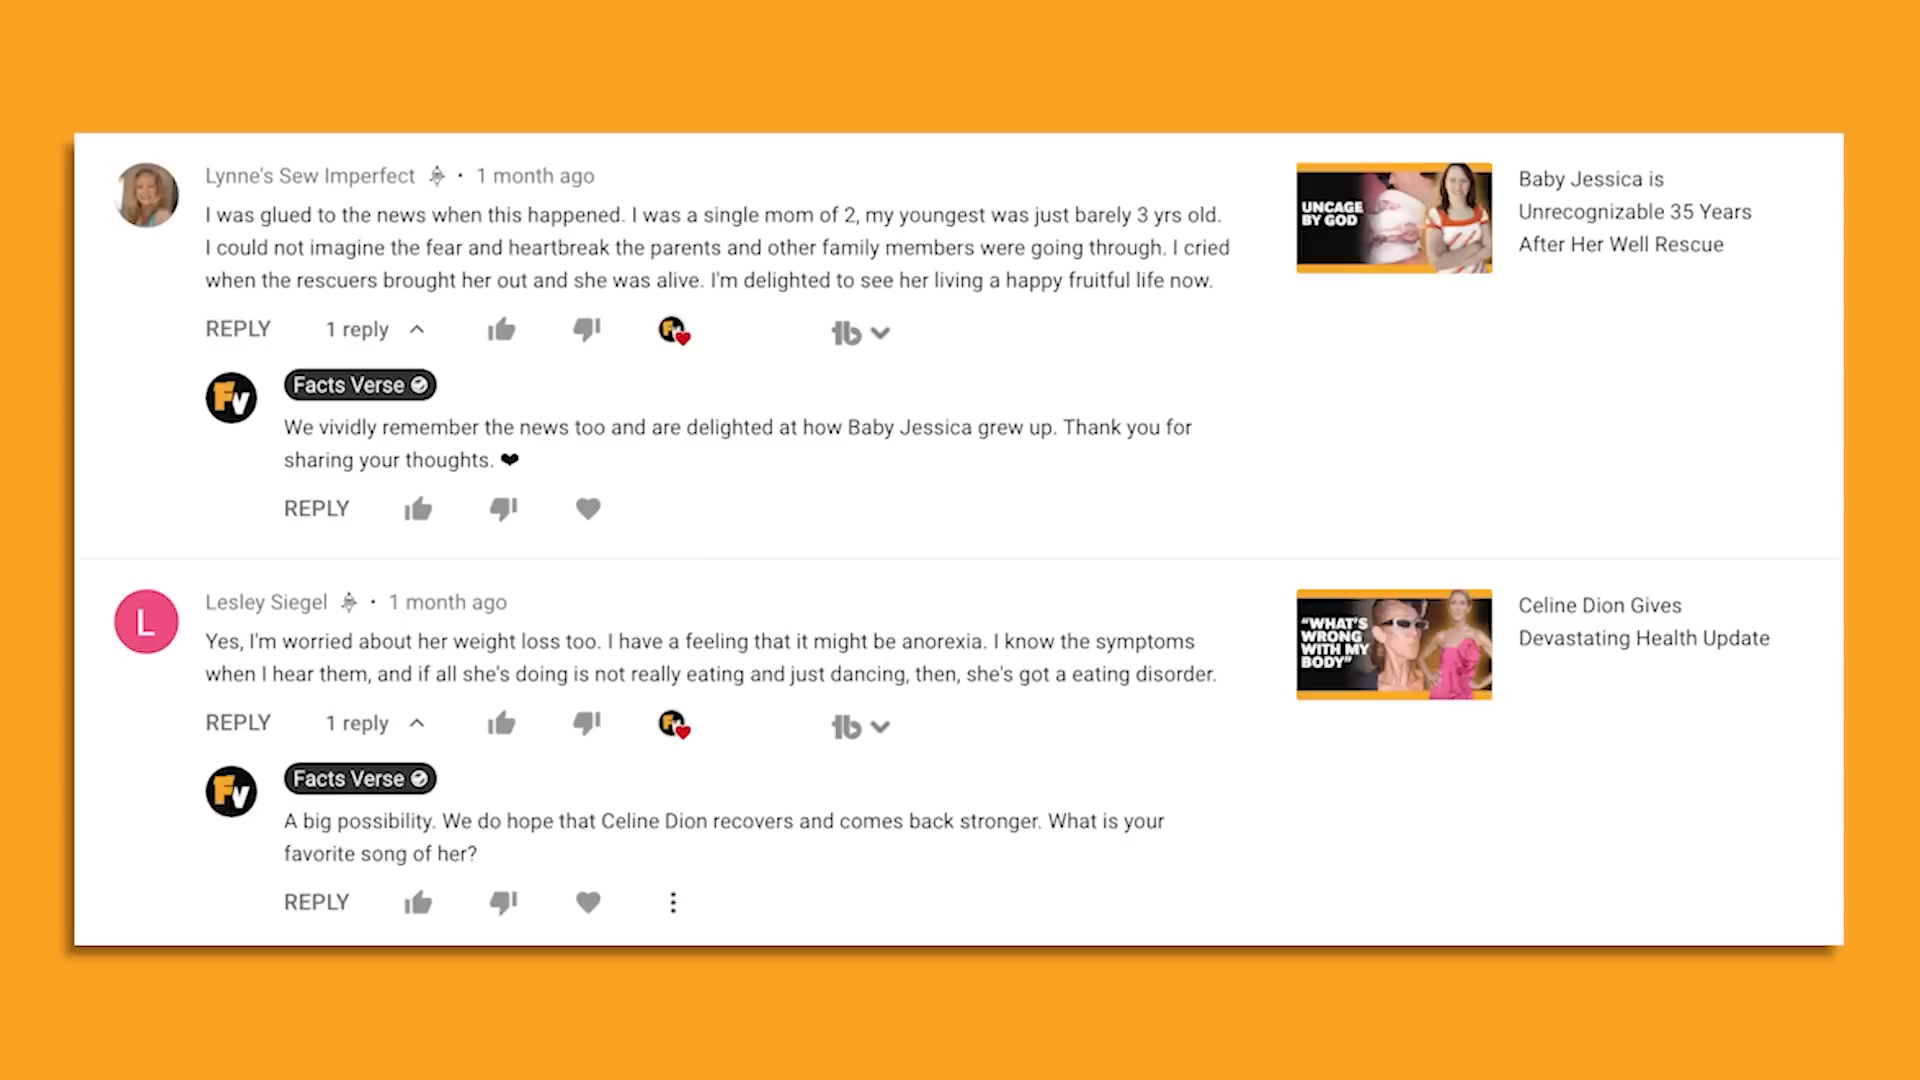 Lynne's Sew Imperfect · 1 month ago
I was glued to the news when this happened. I was a single mom of 2, my youngest was just barely 3 yrs old.
I could not imagine the fear and heartbreak the parents and other family members were going through. I cried
when the rescuers brought her out and she was alive. I'm delighted to see her living a happy fruitful life now.
REPLY 1 reply
tb
Fv Facts Verse
We vividly remember the news too and are delighted at how Baby Jessica grew up. Thank you for
sharing your thoughts. ❤
REPLY
UNCAGE
BY GOD
Baby Jessica is
Unrecognizable 35 Years
After Her Well Rescue
L
Lesley Siegel · 1 month ago
Yes, I'm worried about her weight loss too. I have a feeling that it might be anorexia. I know the symptoms
when I hear them, and if all she's doing is not really eating and just dancing, then, she's got a eating disorder.
REPLY 1 reply
tb
Fv Facts Verse
A big possibility. We do hope that Celine Dion recovers and comes back stronger. What is your
favorite song of her?
REPLY
"WHAT'S
WRONG
WITH MY
BODY"
Celine Dion Gives
Devastating Health Update